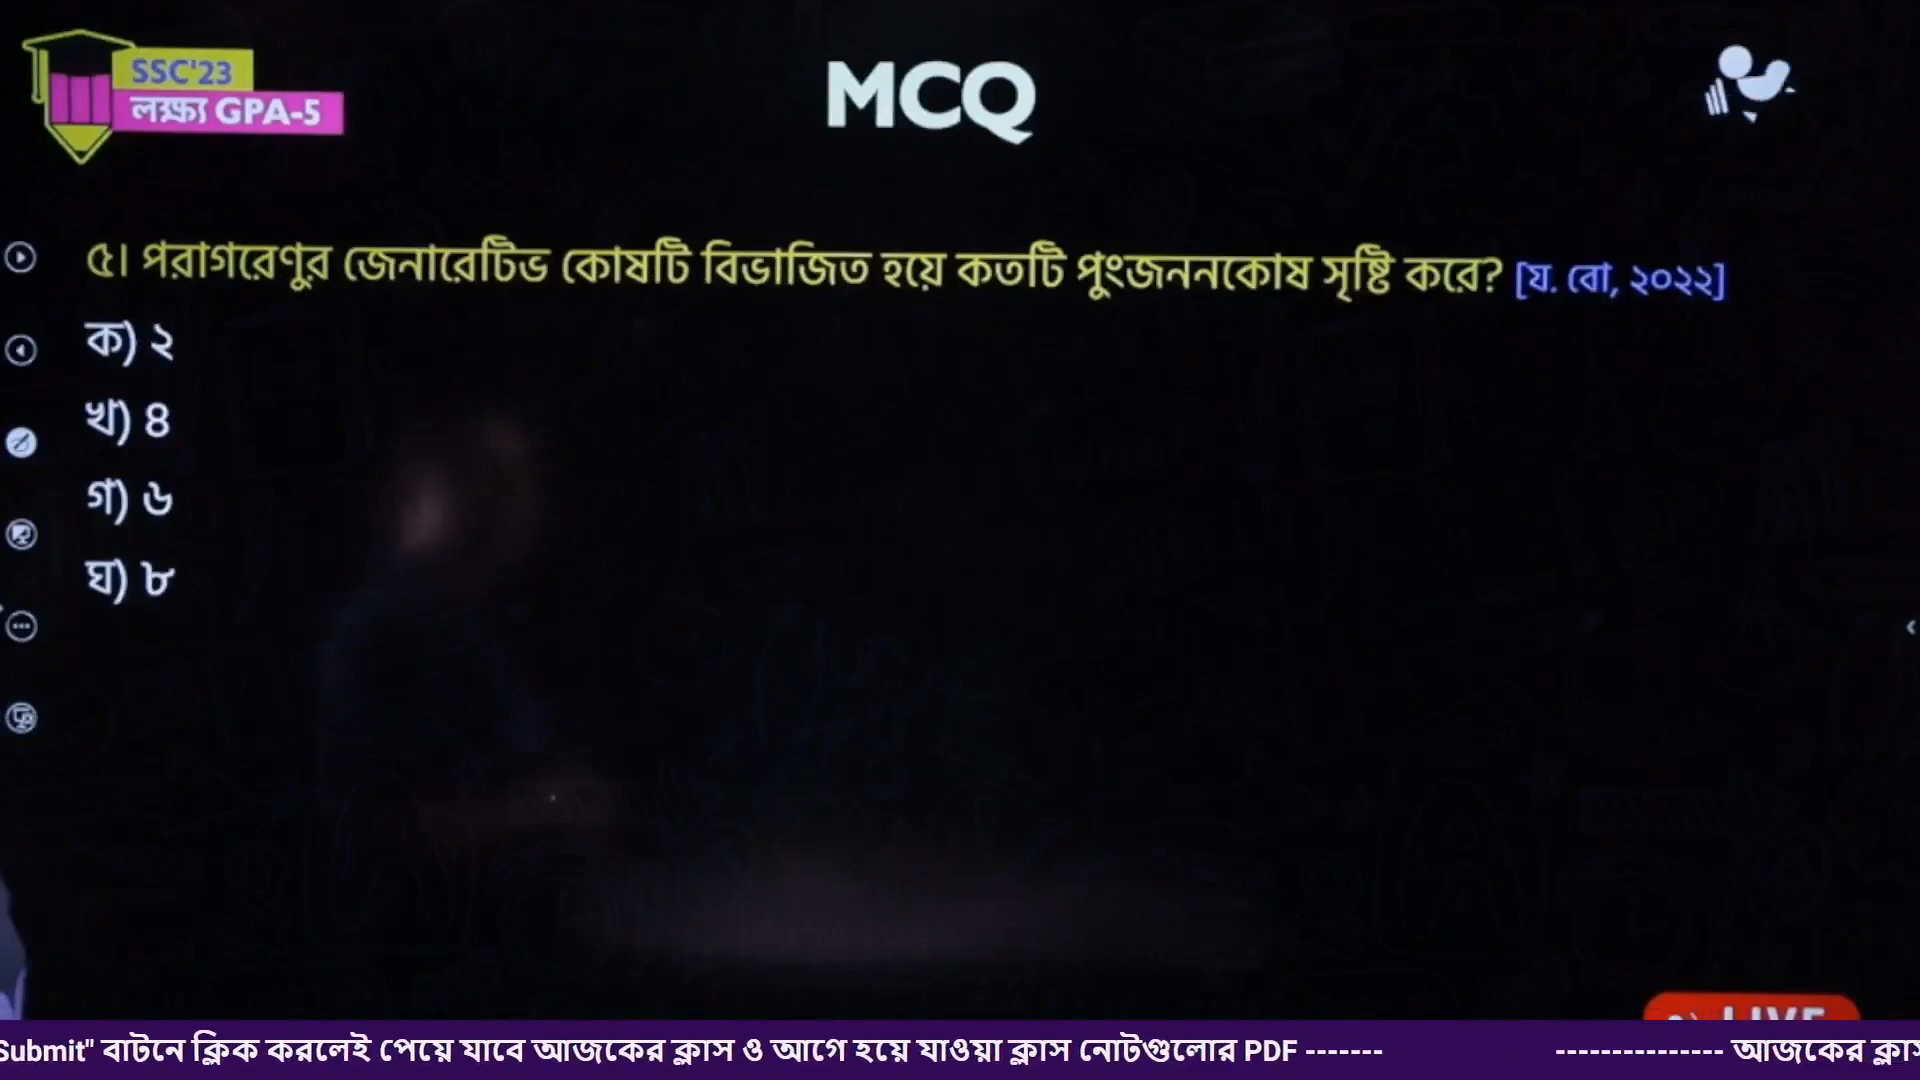 SSC'23
লক্ষ্য GPA-5
MCQ
৫। পরাগরেণুর জেনারেটিভ কোষটি বিভাজিত হয়ে কতটি পুংজননকোষ সৃষ্টি করে? [য. বো, ২০২২]
ক) ২
খ) ৪
গ) ৬
ঘ) ৮
LIVE
Submit" বাটনে ক্লিক করলেই পেয়ে যাবে আজকের ক্লাস ও আগে হয়ে যাওয়া ক্লাস নোটগুলোর PDF ------- --------------- আজকের